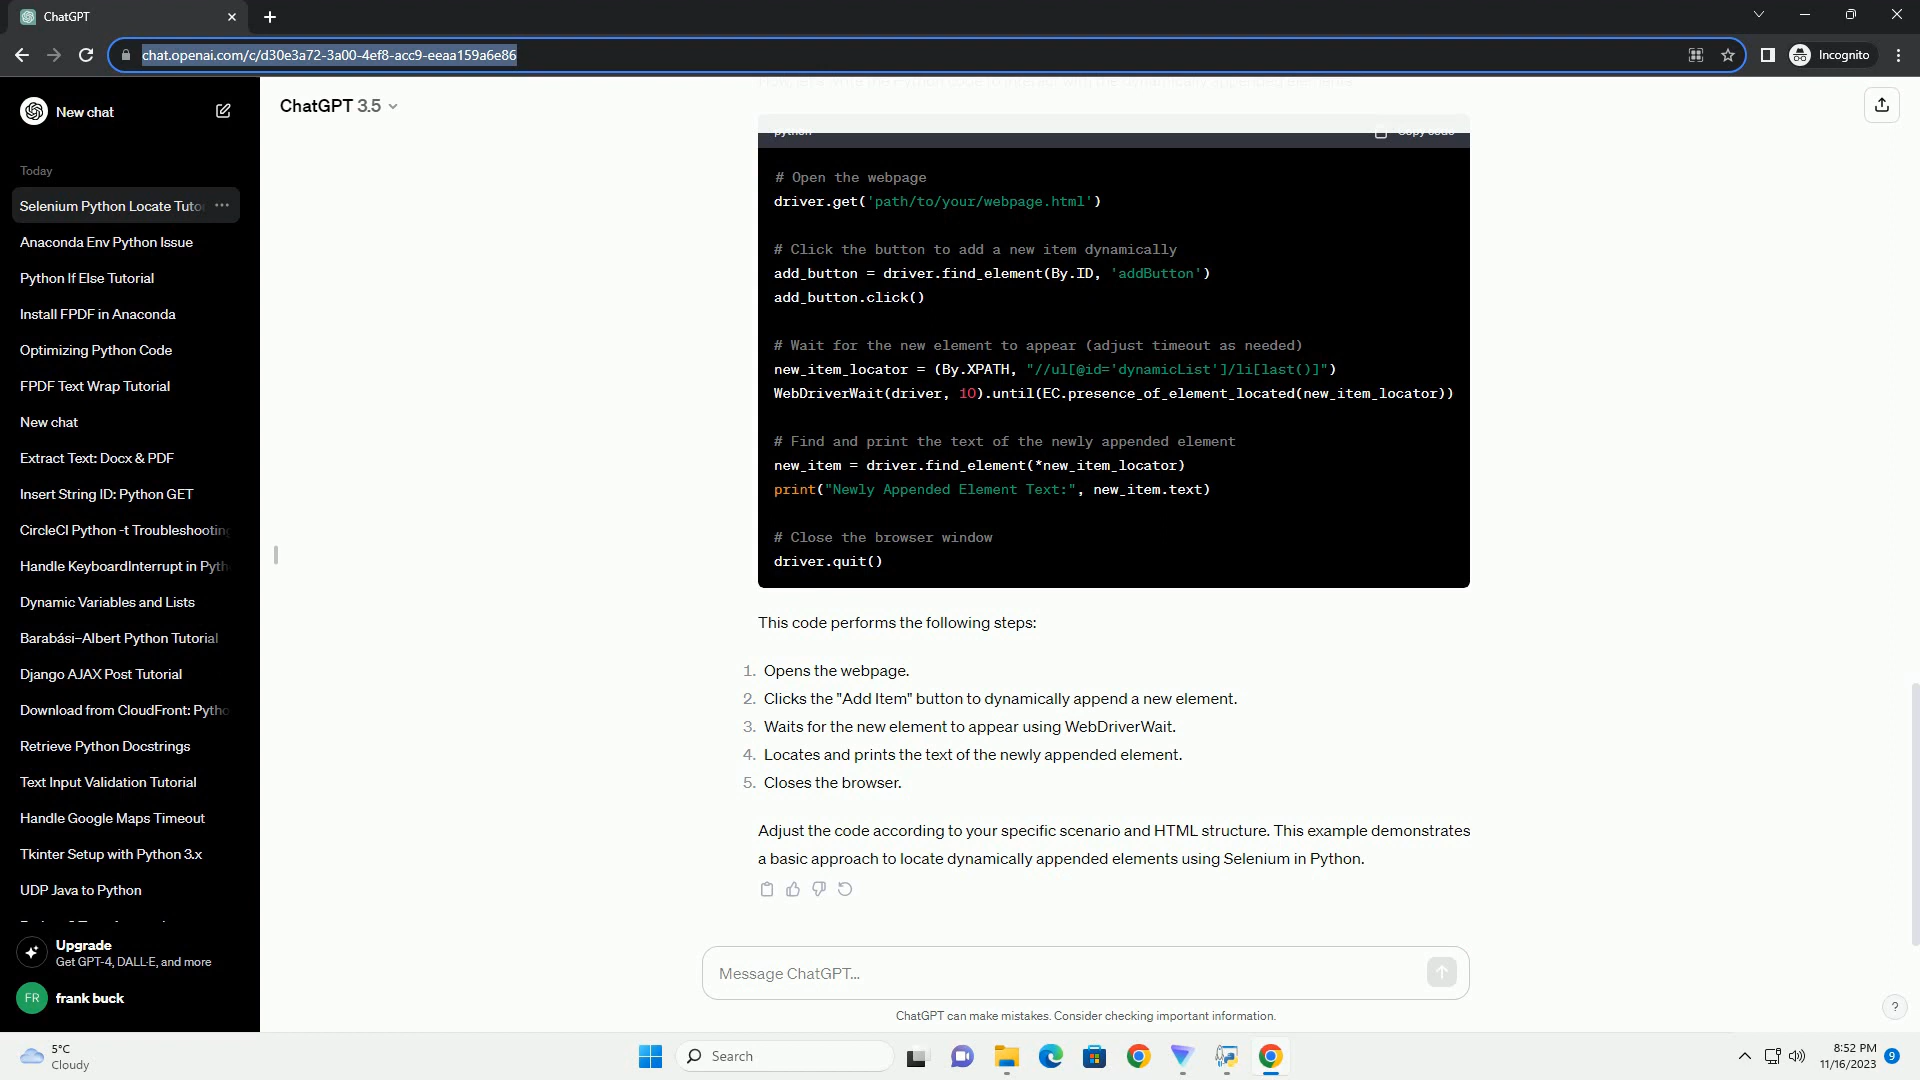 ChatGPT
chat.openai.com/c/d30e3a72-3a00-4ef8-acc9-eeaa159a6e86
Incognito
New chat
Today
Selenium Python Locate Tuto
Anaconda Env Python Issue
Python If Else Tutorial
Install FPDF in Anaconda
Optimizing Python Code
FPDF Text Wrap Tutorial
New chat
Extract Text: Docx & PDF
Insert String ID: Python GET
CircleCI Python -t Troubleshooting
Handle KeyboardInterrupt in Pyth
Dynamic Variables and Lists
Barabási–Albert Python Tutorial
Django AJAX Post Tutorial
Download from CloudFront: Pytho
Retrieve Python Docstrings
Text Input Validation Tutorial
Handle Google Maps Timeout
Tkinter Setup with Python 3.x
UDP Java to Python
Upgrade
Get GPT-4, DALL·E, and more
FR frank buck
ChatGPT 3.5
python Copy code
# Open the webpage
driver.get('path/to/your/webpage.html')
# Click the button to add a new item dynamically
add_button = driver.find_element(By.ID, 'addButton')
add_button.click()
# Wait for the new element to appear (adjust timeout as needed)
new_item_locator = (By.XPATH, "//ul[@id='dynamicList']/li[last()]")
WebDriverWait(driver, 10).until(EC.presence_of_element_located(new_item_locator))
# Find and print the text of the newly appended element
new_item = driver.find_element(*new_item_locator)
print("Newly Appended Element Text:", new_item.text)
# Close the browser window
driver.quit()
This code performs the following steps:
1. Opens the webpage.
2. Clicks the "Add Item" button to dynamically append a new element.
3. Waits for the new element to appear using WebDriverWait.
4. Locates and prints the text of the newly appended element.
5. Closes the browser.
Adjust the code according to your specific scenario and HTML structure. This example demonstrates
a basic approach to locate dynamically appended elements using Selenium in Python.
Message ChatGPT...
ChatGPT can make mistakes. Consider checking important information.
?
5°C
Cloudy
Search
8:52 PM
11/16/2023
9